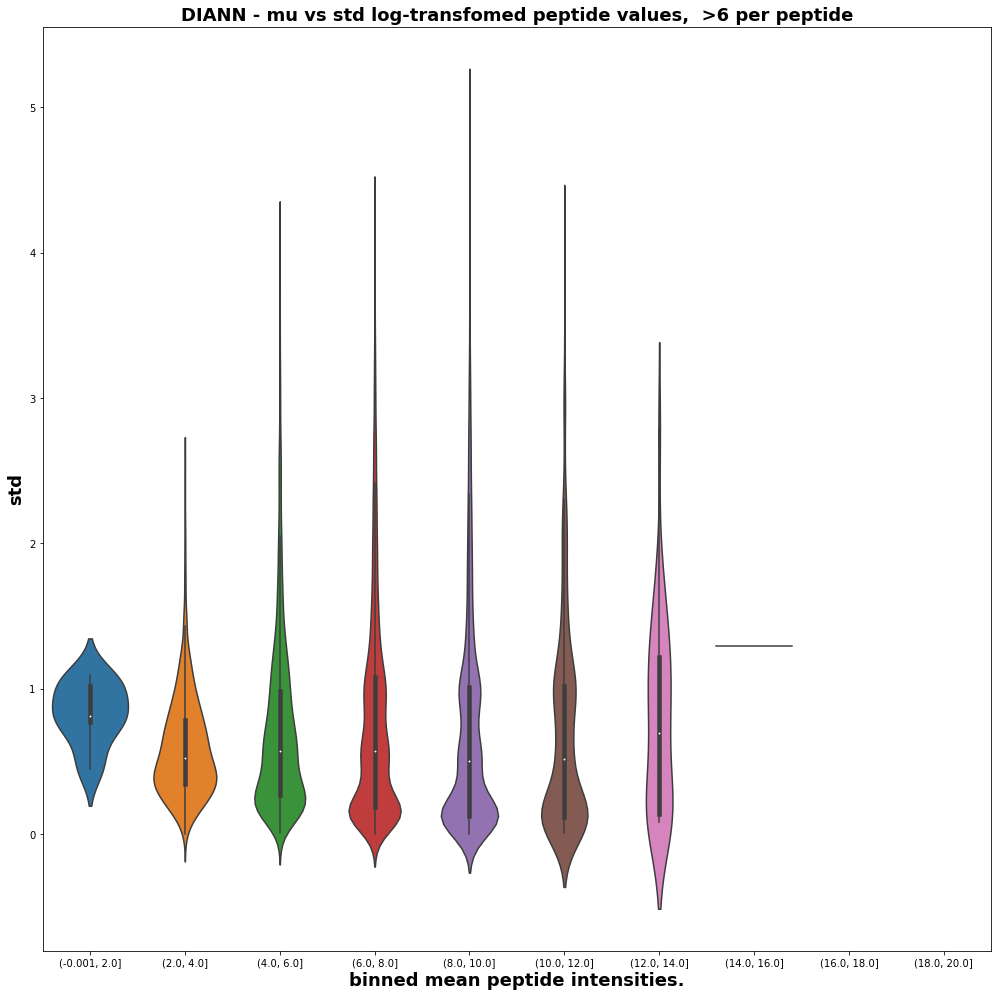 DIANN - mu vs std log-transfomed peptide values,  >6 per peptide
5
4
3
2
1
0
std
(-0.001, 2.0] (2.0, 4.0] (4.0, 6.0] (6.0, 8.0] (8.0, 10.0] (10.0, 12.0] (12.0, 14.0] (14.0, 16.0] (16.0, 18.0] (18.0, 20.0]
binned mean peptide intensities.